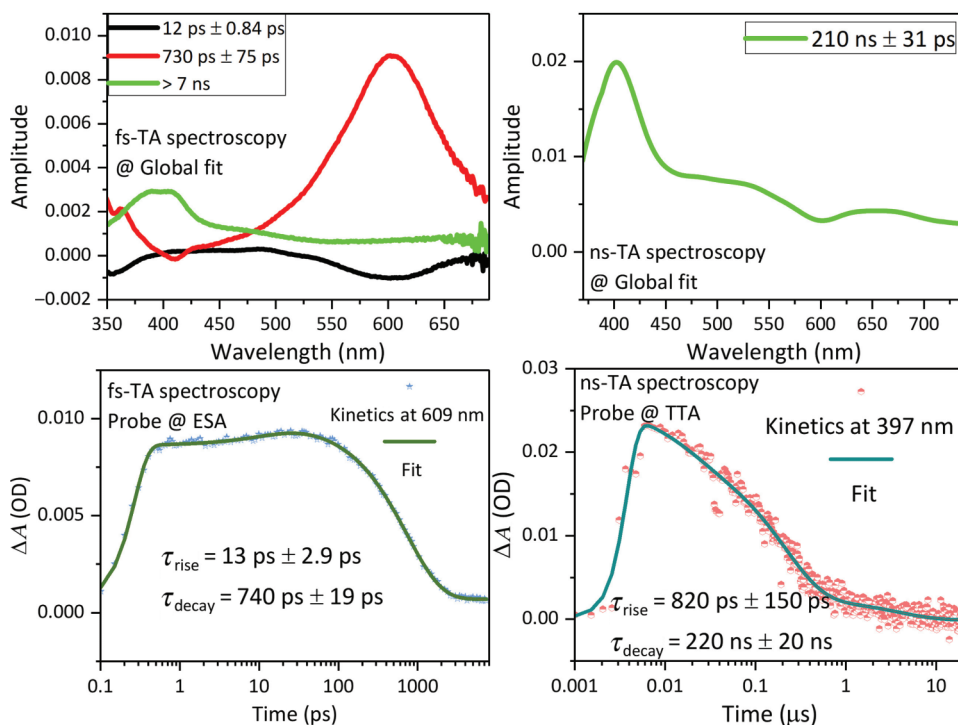 0.010
0.008
0.006
0.004
0.002
0.000
−0.002
Amplitude
12 ps ± 0.84 ps
730 ps ± 75 ps
> 7 ns
fs-TA spectroscopy
@ Global fit
350 400 450 500 550 600 650
Wavelength (nm)
0.02
0.01
0.00
Amplitude
210 ns ± 31 ps
ns-TA spectroscopy
@ Global fit
400 450 500 550 600 650 700
Wavelength (nm)
0.010
0.005
0.000
ΔA (OD)
fs-TA spectroscopy
Probe @ ESA
Kinetics at 609 nm
Fit
τrise = 13 ps ± 2.9 ps
τdecay = 740 ps ± 19 ps
0.1 1 10 100 1000
Time (ps)
0.03
0.02
0.01
0.00
ΔA (OD)
ns-TA spectroscopy
Probe @ TTA
Kinetics at 397 nm
Fit
τrise = 820 ps ± 150 ps
τdecay = 220 ns ± 20 ns
0.001 0.01 0.1 1 10
Time (μs)